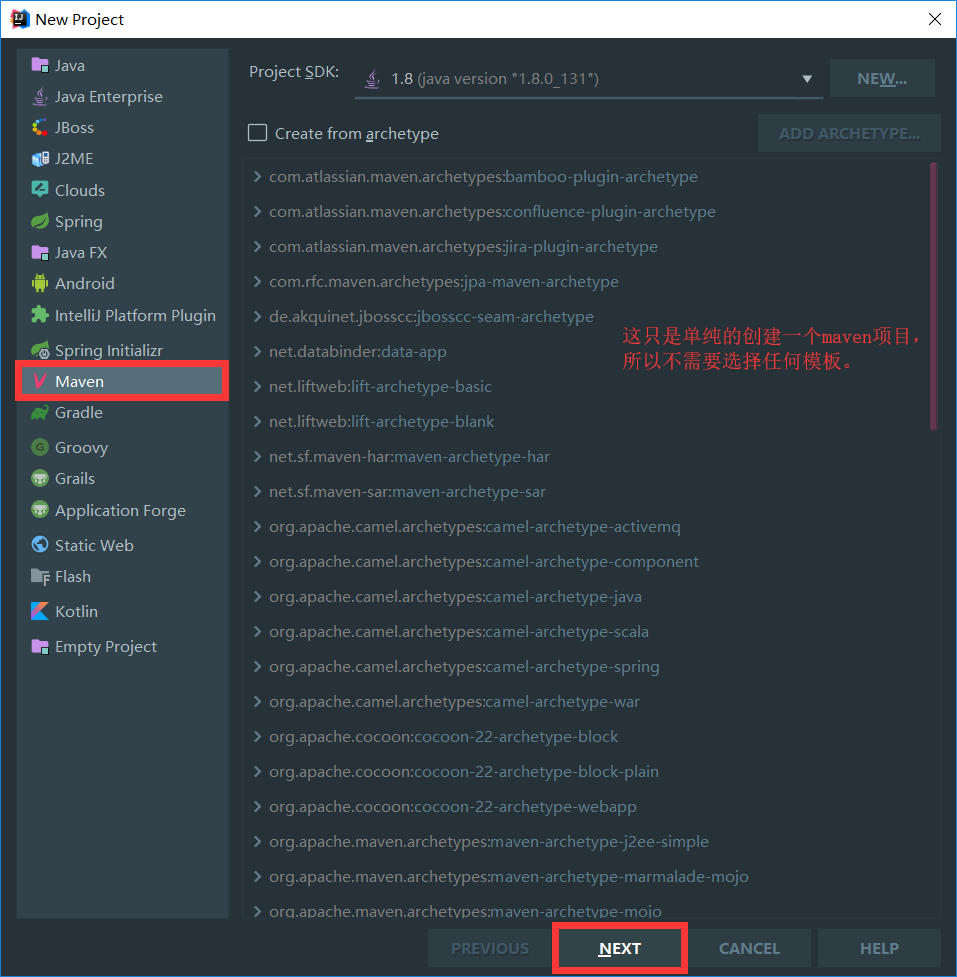 New Project
Java
Java Enterprise
JBoss
J2ME
Clouds
Spring
Java FX
Android
IntelliJ Platform Plugin
Spring Initializr
Maven
Gradle
Groovy
Grails
Application Forge
Static Web
Flash
Kotlin
Empty Project
Project SDK:
1.8 (java version "1.8.0_131")
NEW...
Create from archetype
ADD ARCHETYPE...
com.atlassian.maven.archetypes:bamboo-plugin-archetype
com.atlassian.maven.archetypes:confluence-plugin-archetype
com.atlassian.maven.archetypes:jira-plugin-archetype
com.rfc.maven.archetypes:jpa-maven-archetype
de.akquinet.jbosscc:jbosscc-seam-archetype
net.databinder:data-app
net.liftweb:lift-archetype-basic
net.liftweb:lift-archetype-blank
net.sf.maven-har:maven-archetype-har
net.sf.maven-sar:maven-archetype-sar
org.apache.camel.archetypes:camel-archetype-activemq
org.apache.camel.archetypes:camel-archetype-component
org.apache.camel.archetypes:camel-archetype-java
org.apache.camel.archetypes:camel-archetype-scala
org.apache.camel.archetypes:camel-archetype-spring
org.apache.camel.archetypes:camel-archetype-war
org.apache.cocoon:cocoon-22-archetype-block
org.apache.cocoon:cocoon-22-archetype-block-plain
org.apache.cocoon:cocoon-22-archetype-webapp
org.apache.maven.archetypes:maven-archetype-j2ee-simple
org.apache.maven.archetypes:maven-archetype-marmalade-mojo
org.apache.maven.archetypes:maven-archetype-mojo
这只是单纯的创建一个maven项目，
所以不需要选择任何模板。
PREVIOUS
NEXT
CANCEL
HELP